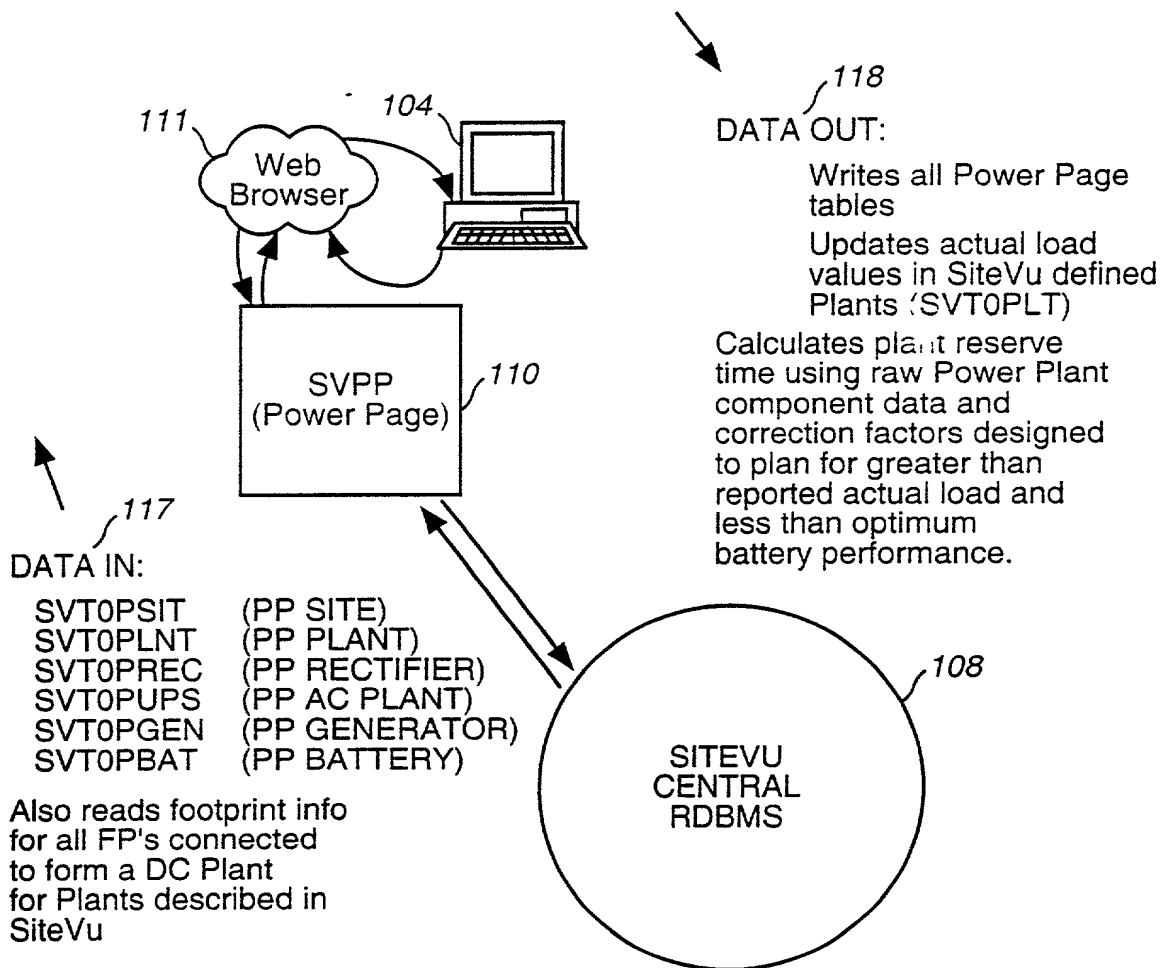 118
DATA OUT:
Writes all Power Page
tables
Updates actual load
values in SiteVu defined
Plants (SVT0PLT)
Calculates plant reserve
time using raw Power Plant
component data and
correction factors designed
to plan for greater than
reported actual load and
less than optimum
battery performance.
111
104
Web
Browser
SVPP
(Power Page)
110
117
DATA IN:
SVT0PSIT (PP SITE)
SVT0PLNT (PP PLANT)
SVT0PREC (PP RECTIFIER)
SVT0PUPS (PP AC PLANT)
SVT0PGEN (PP GENERATOR)
SVT0PBAT (PP BATTERY)
Also reads footprint info
for all FP's connected
to form a DC Plant
for Plants described in
SiteVu
108
SITEVU
CENTRAL
RDBMS